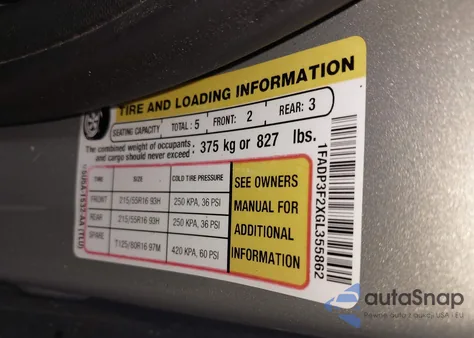 TIRE AND LOADING INFORMATION
SEATING CAPACITY TOTAL: 5 FRONT: 2 REAR: 3
The combined weight of occupants and cargo should never exceed: 375 kg or 827 lbs.
TIRE SIZE COLD TIRE PRESSURE
FRONT 215/55R16 93H 250 KPA, 36 PSI
REAR 215/55R16 93H 250 KPA, 36 PSI
SPARE T125/80R16 97M 420 KPA, 60 PSI
SEE OWNERS
MANUAL FOR
ADDITIONAL
INFORMATION
1FADP3F2XGL355862
autoSnap